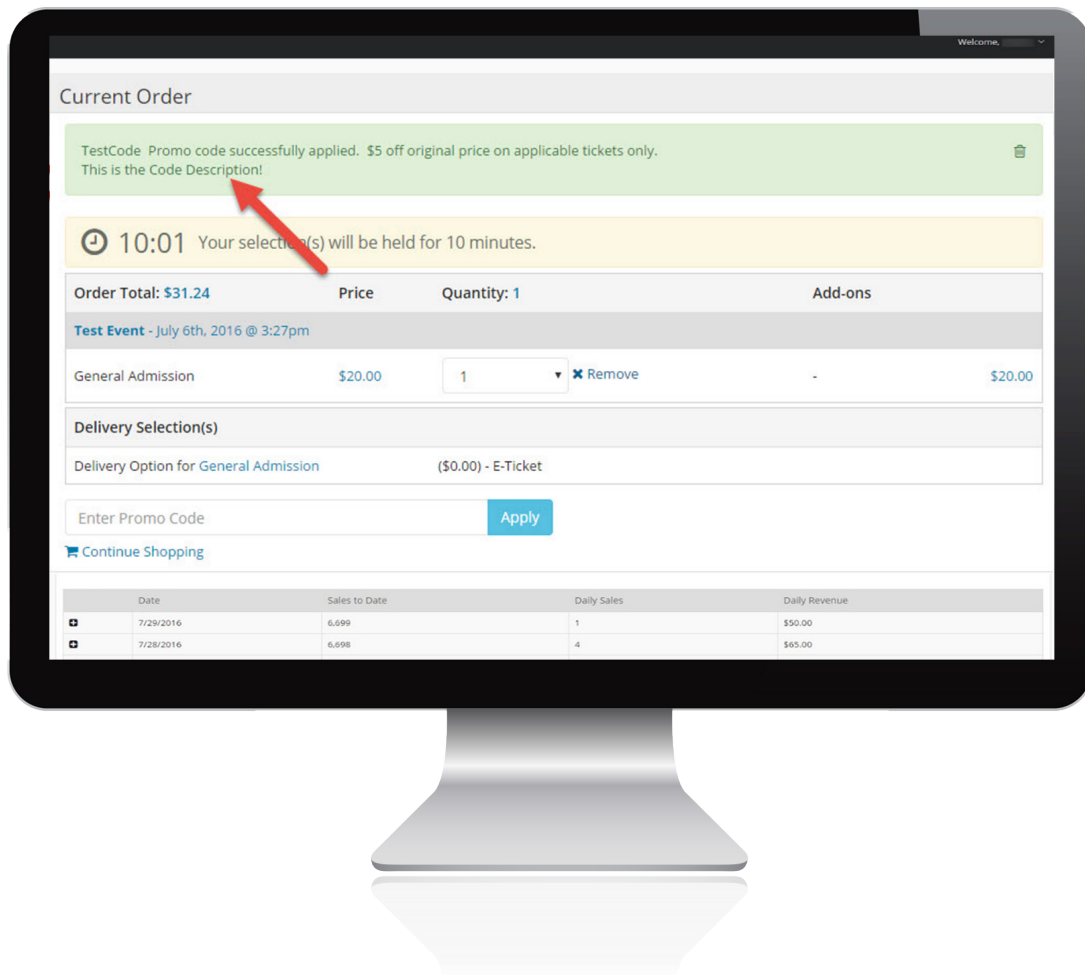 Welcome,
Current Order
TestCode  Promo code successfully applied.  $5 off original price on applicable tickets only.
This is the Code Description!
10:01 Your selection(s) will be held for 10 minutes.
Order Total: $31.24 Price Quantity: 1 Add-ons
Test Event - July 6th, 2016 @ 3:27pm
General Admission $20.00 1 Remove - $20.00
Delivery Selection(s)
Delivery Option for General Admission ($0.00) - E-Ticket
Enter Promo Code Apply
Continue Shopping
Date Sales to Date Daily Sales Daily Revenue
7/29/2016 6,699 1 $50.00
7/28/2016 6,698 4 $65.00